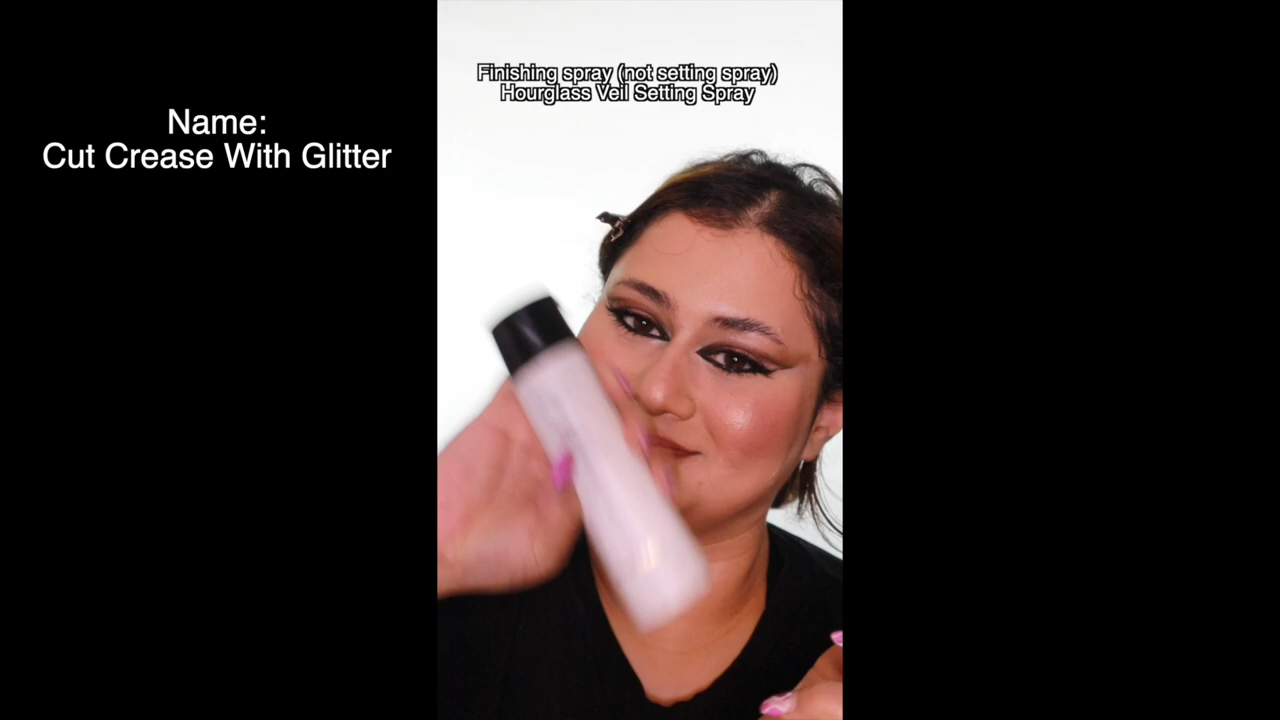 Name:
Cut Crease With Glitter
Finishing spray (not setting spray)
Hourglass Veil Setting Spray